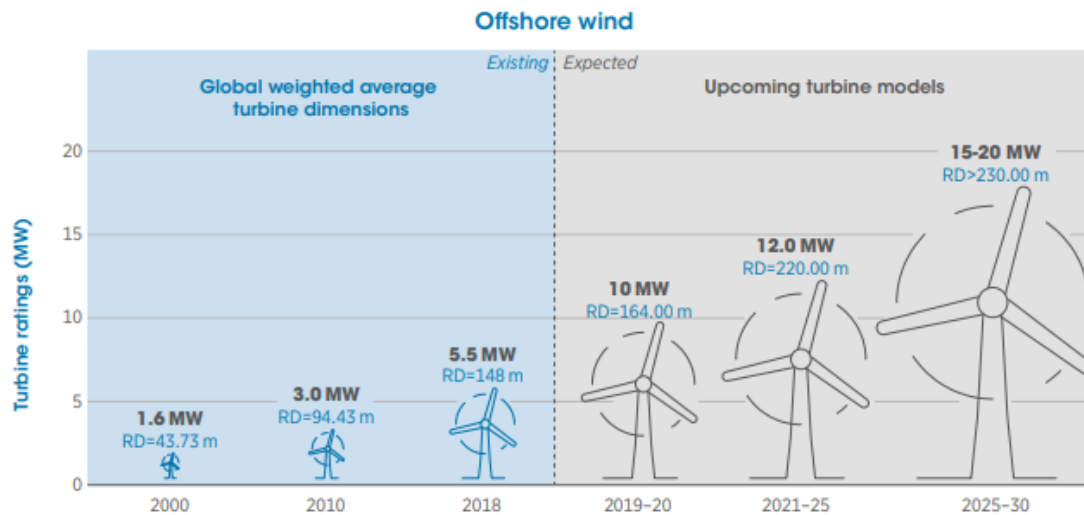 Offshore wind
Existing
Expected
Global weighted average
turbine dimensions
Upcoming turbine models
Turbine ratings (MW)
20
15
10
5
0
1.6 MW
RD=43.73 m
3.0 MW
RD=94.43 m
5.5 MW
RD=148 m
10 MW
RD=164.00 m
12.0 MW
RD=220.00 m
15-20 MW
RD>230.00 m
2000
2010
2018
2019-20
2021-25
2025-30